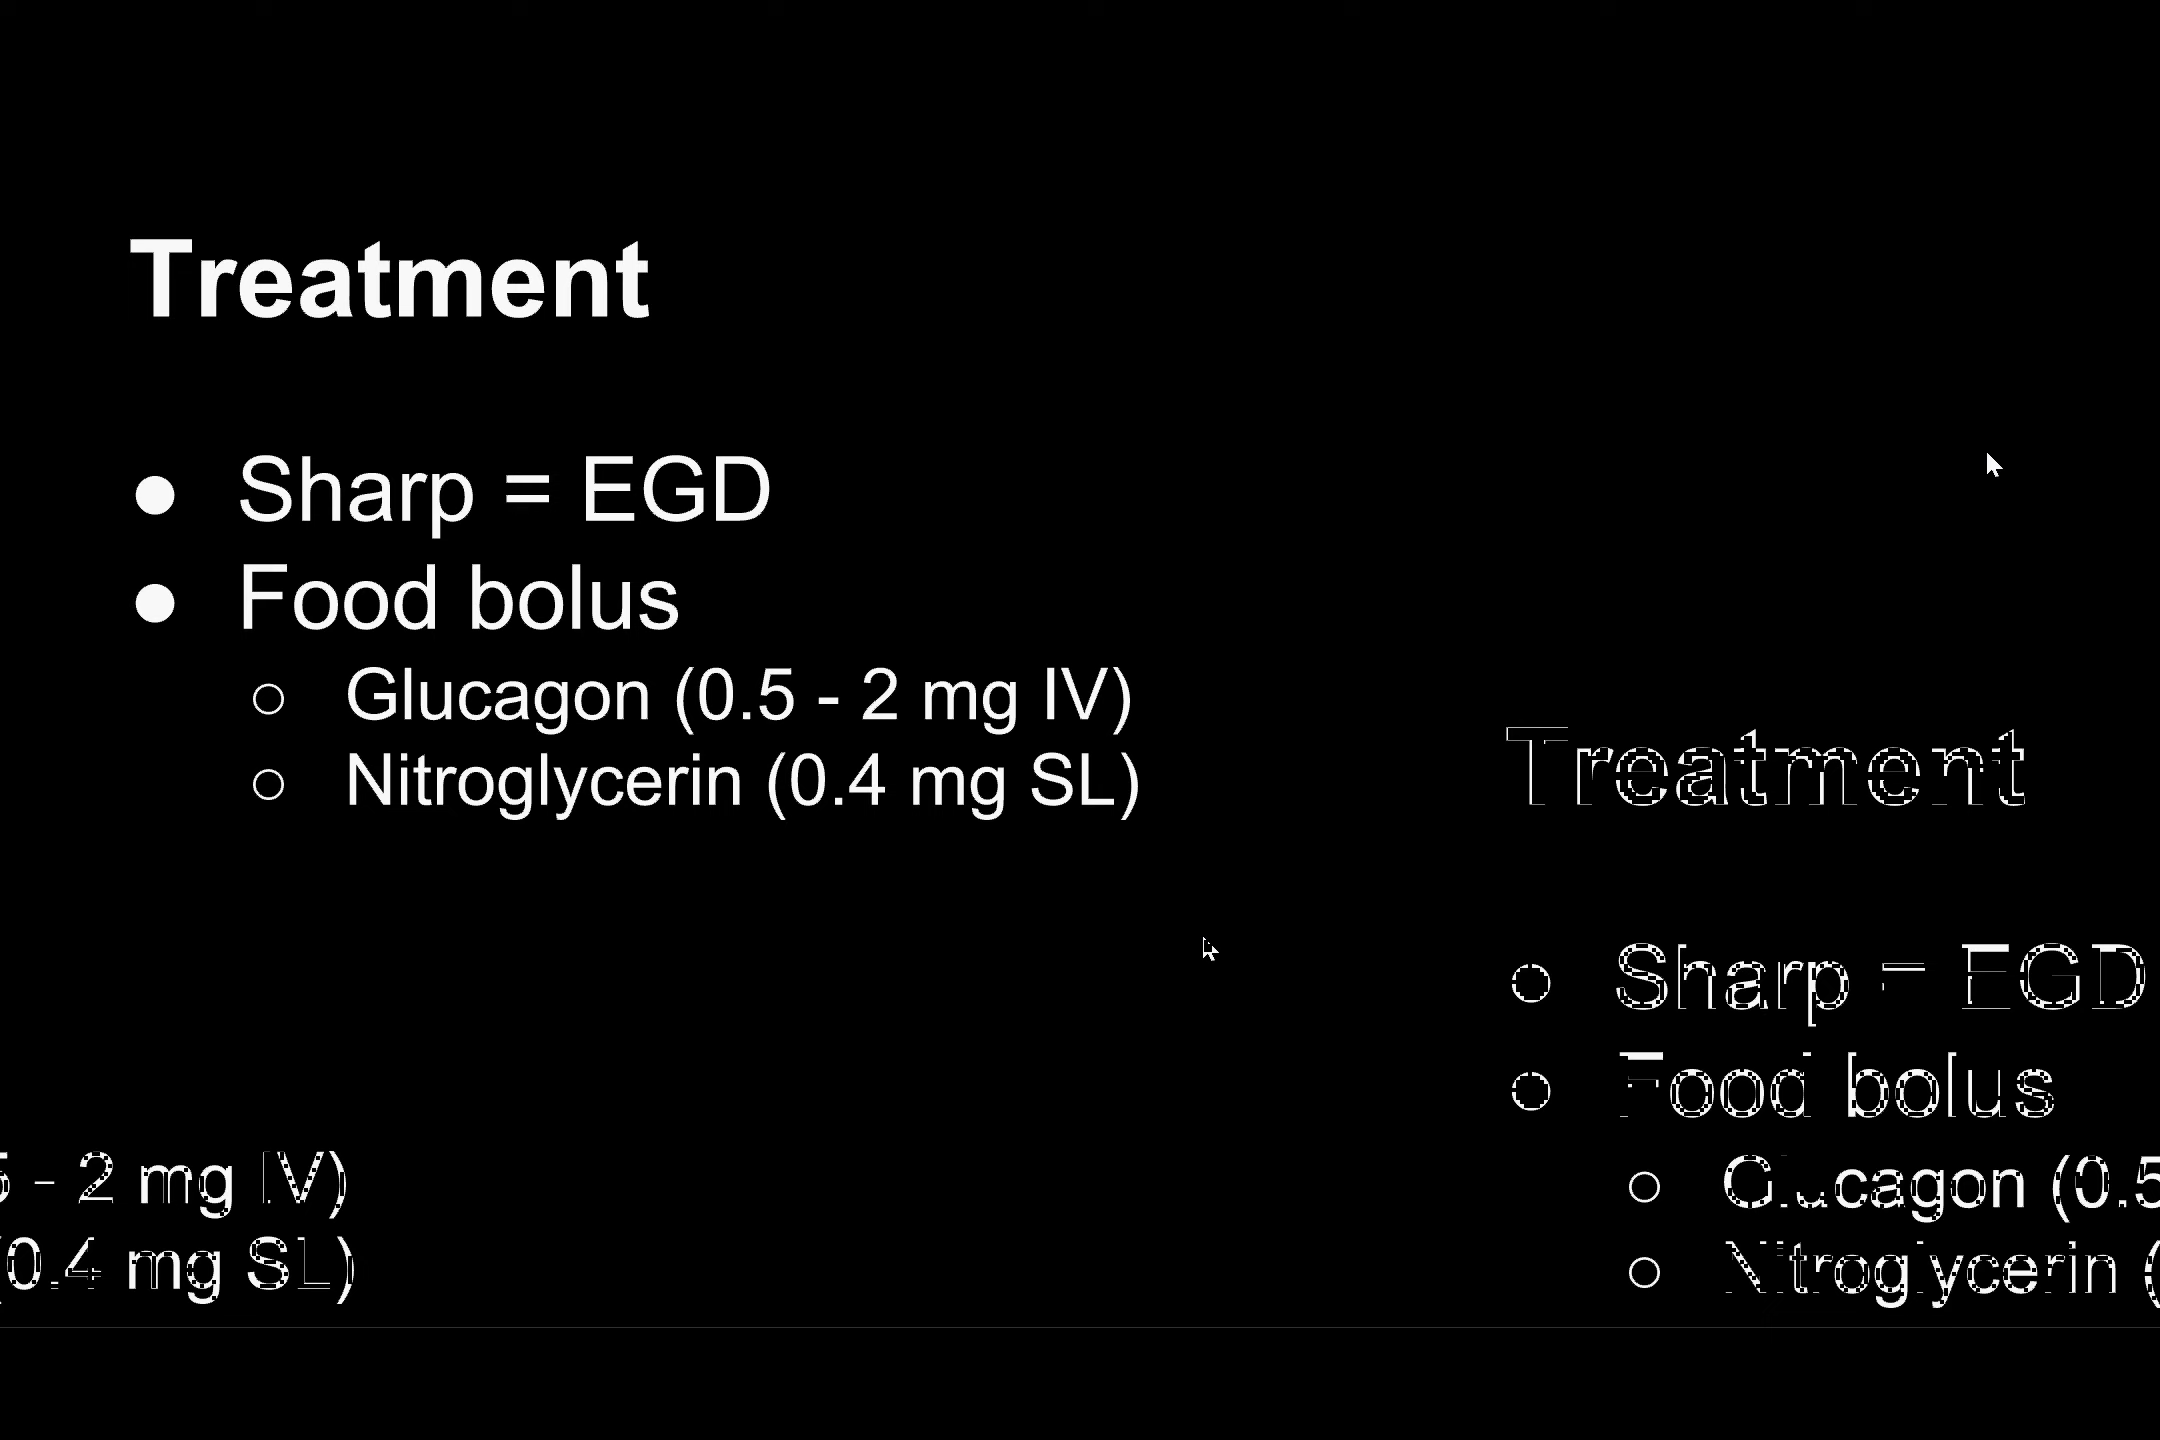 Treatment
● Sharp = EGD
● Food bolus
○ Glucagon (0.5 - 2 mg IV)
○ Nitroglycerin (0.4 mg SL)
Treatment
○ Sharp = EGD
○ Food bolus
○ Glucagon (0.5
○ Nitroglycerin (
5 - 2 mg IV)
(0.4 mg SL)